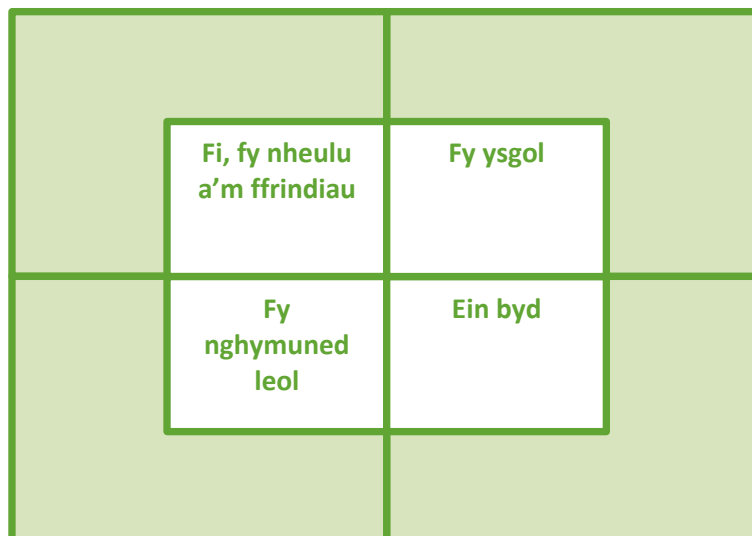 Fi, fy nheulu
a'm ffrindiau
Fy ysgol
Fy
nghymuned
leol
Ein byd